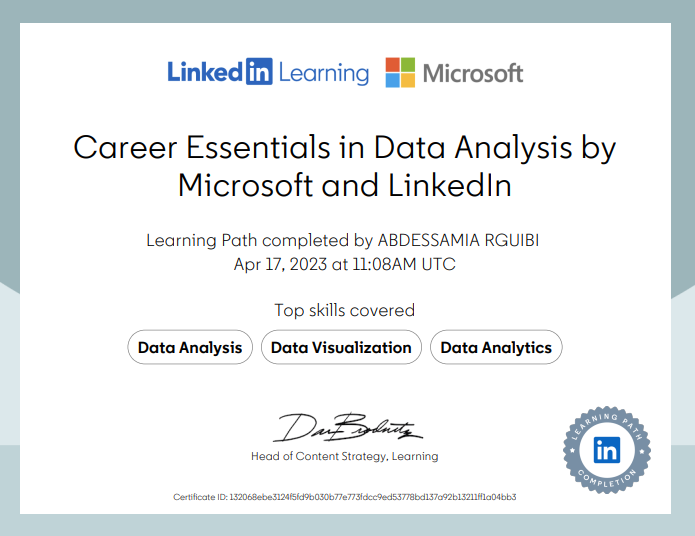 LinkedIn Learning Microsoft
Career Essentials in Data Analysis by
Microsoft and LinkedIn
Learning Path completed by ABDESSAMIA RGUIBI
Apr 17, 2023 at 11:08AM UTC
Top skills covered
Data Analysis Data Visualization Data Analytics
Head of Content Strategy, Learning
LEARNING PATH
in
COMPLETION
Certificate ID: 132068ebe3124f5fd9b030b77e773fdcc9ed53778bd137a92b13211ff1a04bb3